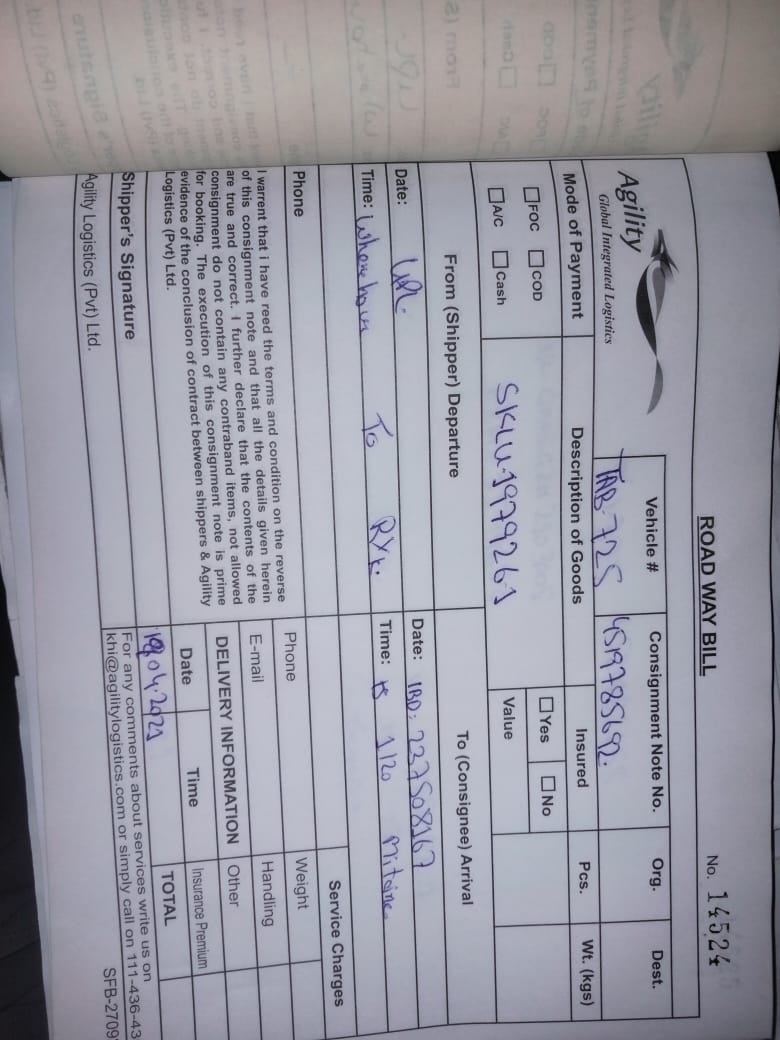 ROAD WAY BILL
No. 14524
Agility
Global Integrated Logistics
Vehicle #
Consignment Note No.
Org.
Dest.
TAB-725
4519785692.
Mode of Payment
Description of Goods
Insured
Pcs.
Wt. (kgs)
FOC
COD
Yes
No
A/C
Cash
SKLU-1979261
Value
From (Shipper) Departure
To (Consignee) Arrival
Date:
Date: IBD: 237508167
Time: To RYK.
Time: 1/20
Phone
Service Charges
I warrent that i have reed the terms and condition on the reverse
of this consignment note and that all the details given herein
are true and correct. I further declare that the contents of the
consignment do not contain any contraband items, not allowed
for booking. The execution of this consignment note is prime
evidence of the conclusion of contract between shippers & Agility
Logistics (Pvt) Ltd.
Phone
Weight
E-mail
Handling
DELIVERY INFORMATION
Other
Date
Time
Insurance Premium
04.2021
TOTAL
Shipper's Signature
For any comments about services write us on
khi@agilitylogistics.com or simply call on 111-436-43
Agility Logistics (Pvt) Ltd.
SFB-2709